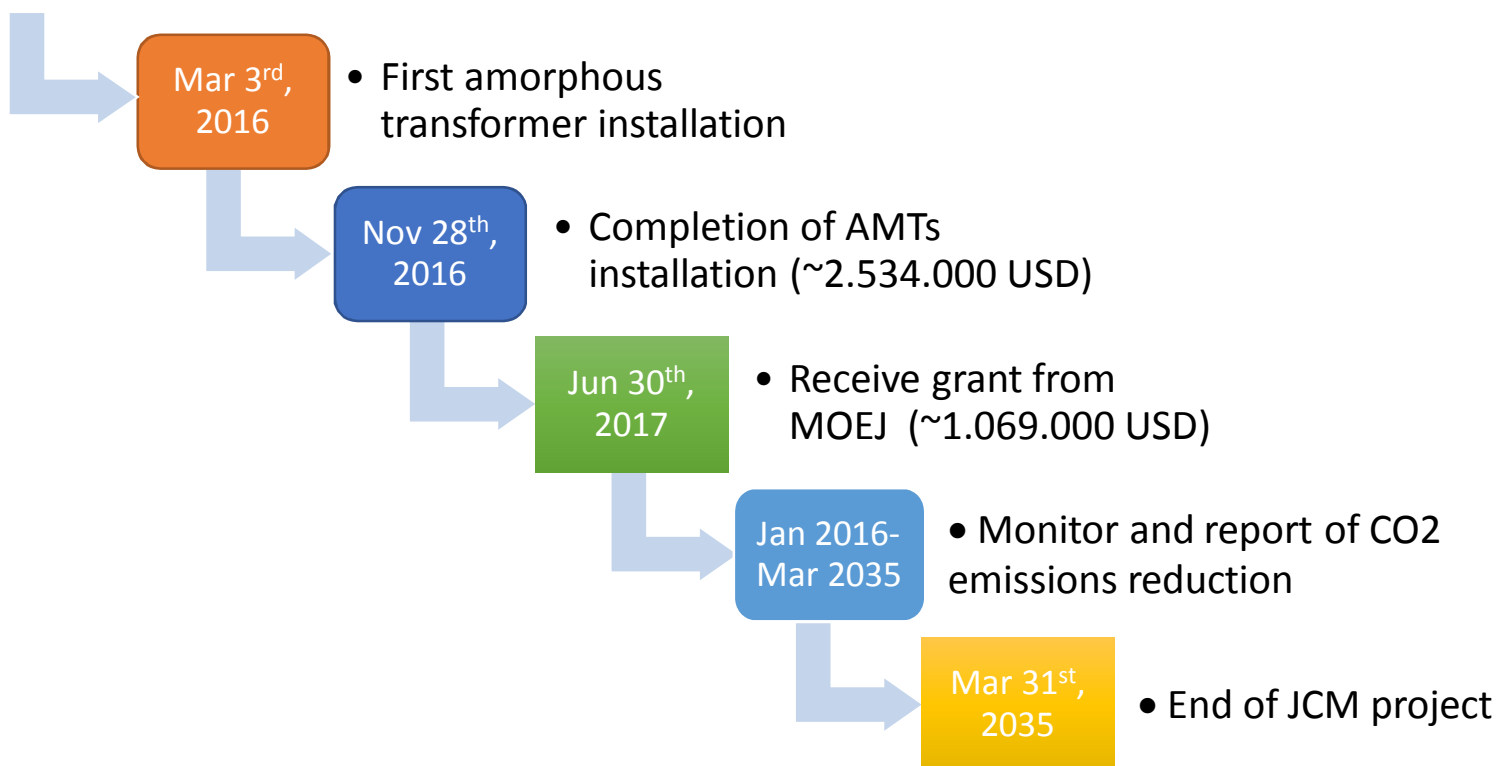 Mar 3rd,
2016
• First amorphous
transformer installation
Nov 28th,
2016
• Completion of AMTs
installation (~2.534.000 USD)
Jun 30th,
2017
• Receive grant from
MOEJ (~1.069.000 USD)
Jan 2016-
Mar 2035
• Monitor and report of CO2
emissions reduction
Mar 31st,
2035
• End of JCM project